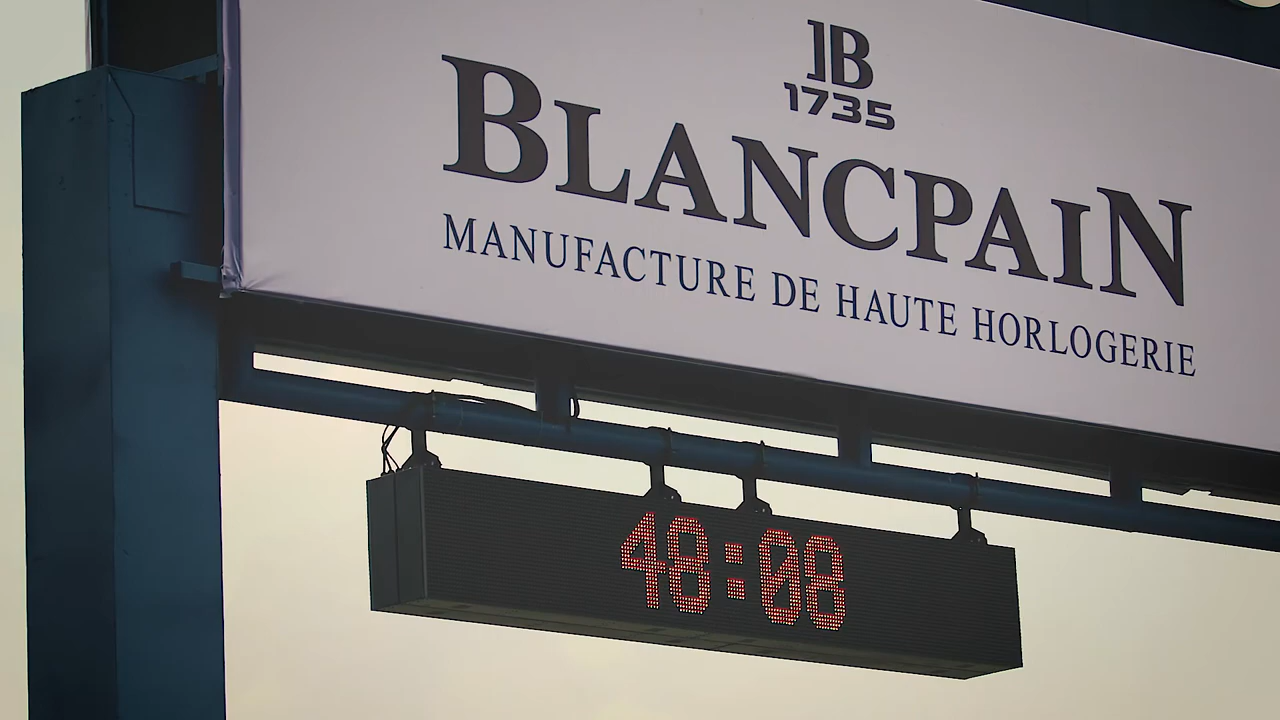 JB
1735
BLANCPAIN
MANUFACTURE DE HAUTE HORLOGERIE
48:08